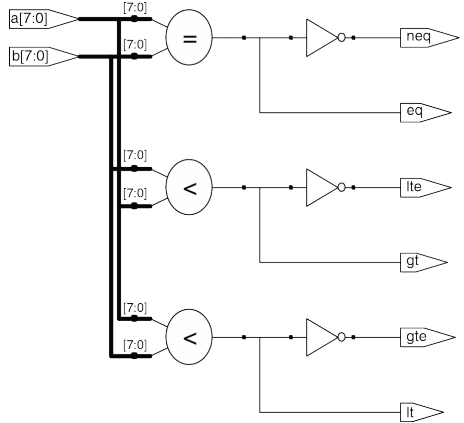 a[7:0]
[7:0]
=
neq
b[7:0]
[7:0]
eq
[7:0]
<
lte
[7:0]
gt
[7:0]
<
gte
[7:0]
lt